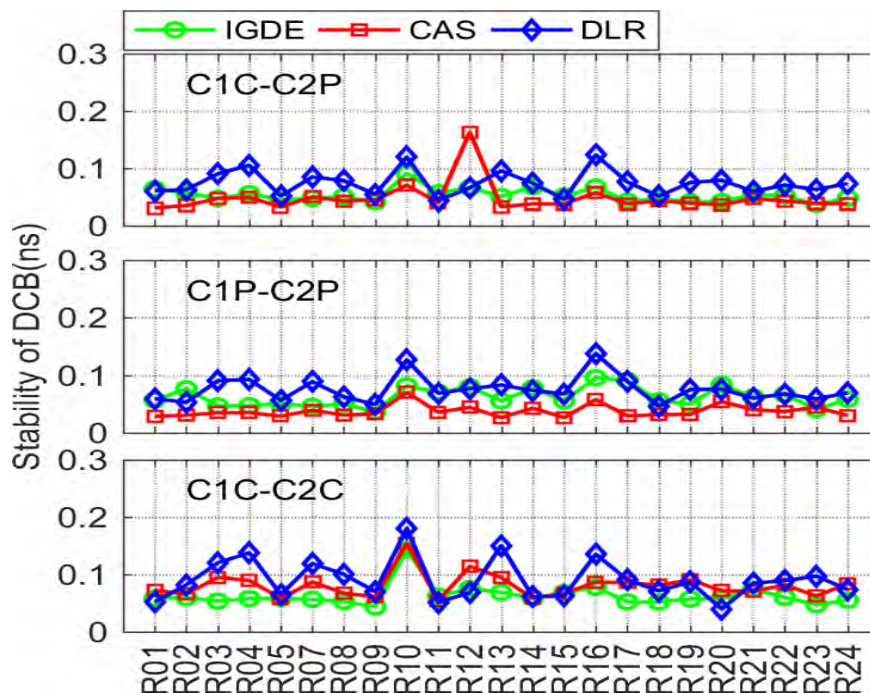 IGDE CAS DLR
0.3
C1C-C2P
0.2
0.1
0
0.3
C1P-C2P
0.2
0.1
0
0.3
C1C-C2C
0.2
0.1
0
Stability of DCB(ns)
R01 R02 R03 R04 R05 R07 R08 R09 R10 R11 R12 R13 R14 R15 R16 R17 R18 R19 R20 R21 R22 R23 R24